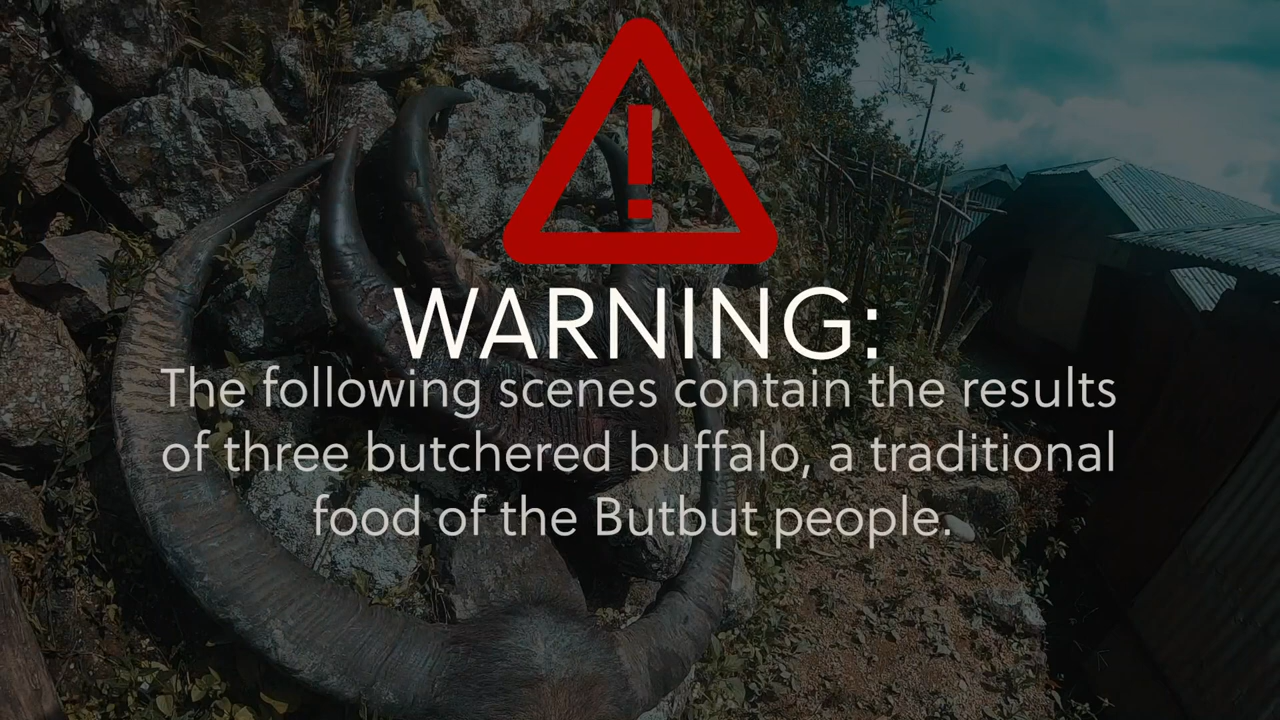 WARNING:
The following scenes contain the results
of three butchered buffalo, a traditional
food of the Butbut people.